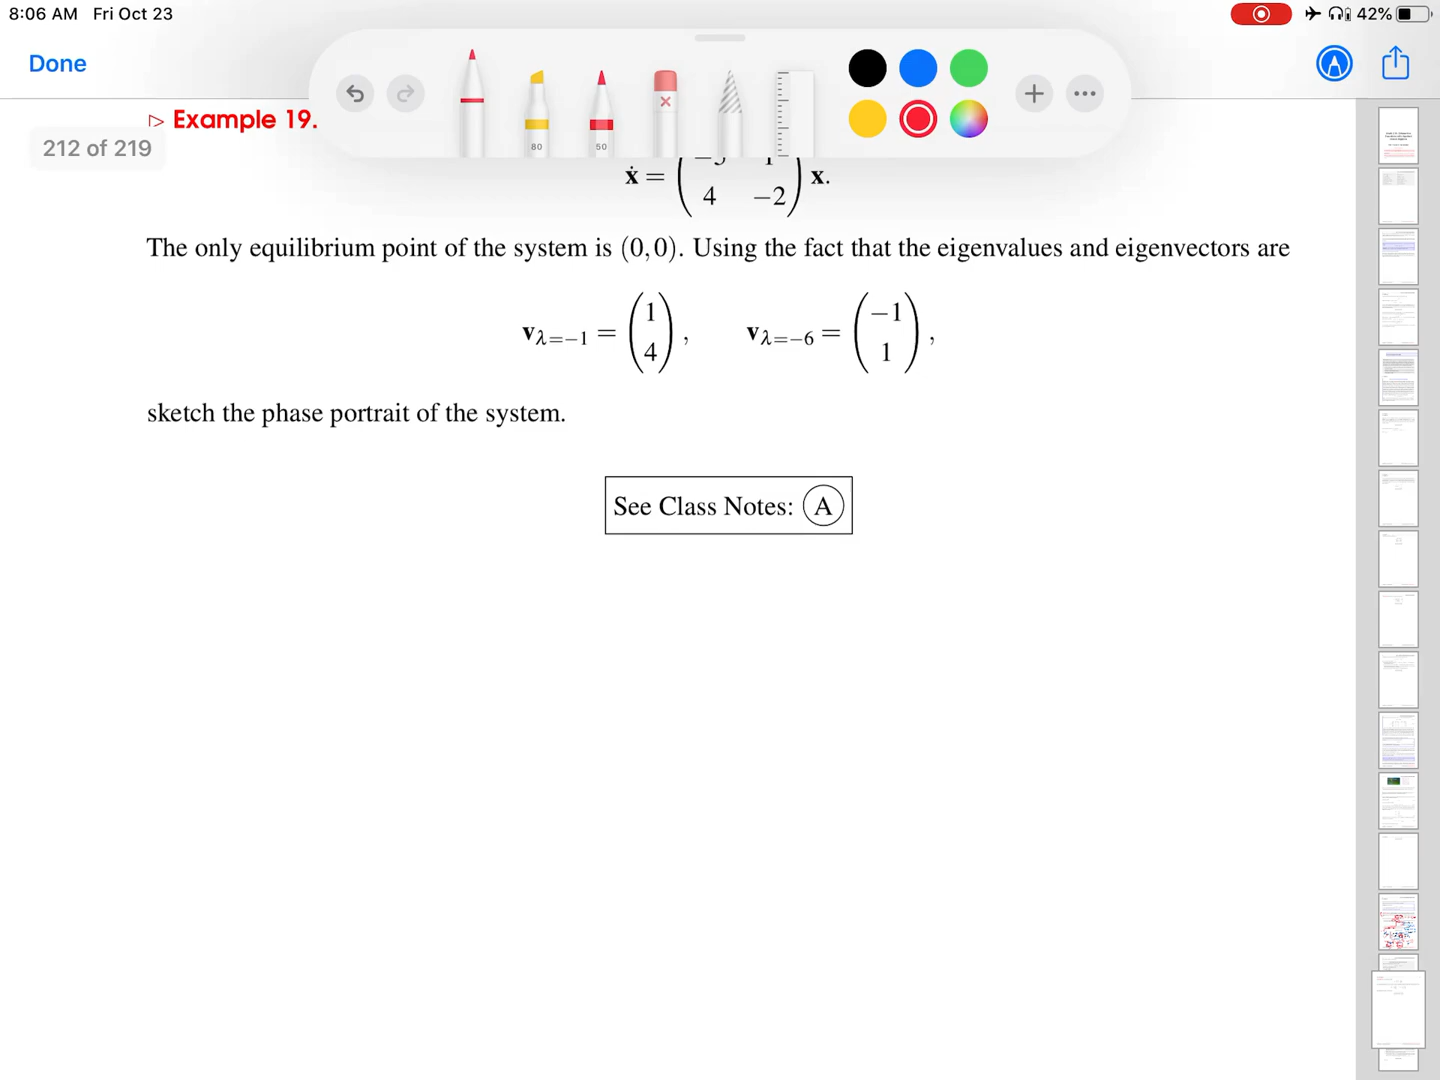 8:06 AM Fri Oct 23
42%
Done
80
50
▷ Example 19.
212 of 219
ẋ = ( 4 −2 ) x.
The only equilibrium point of the system is (0,0). Using the fact that the eigenvalues and eigenvectors are
v_{λ=−1} = (1 4), v_{λ=−6} = (−1 1),
sketch the phase portrait of the system.
See Class Notes: A